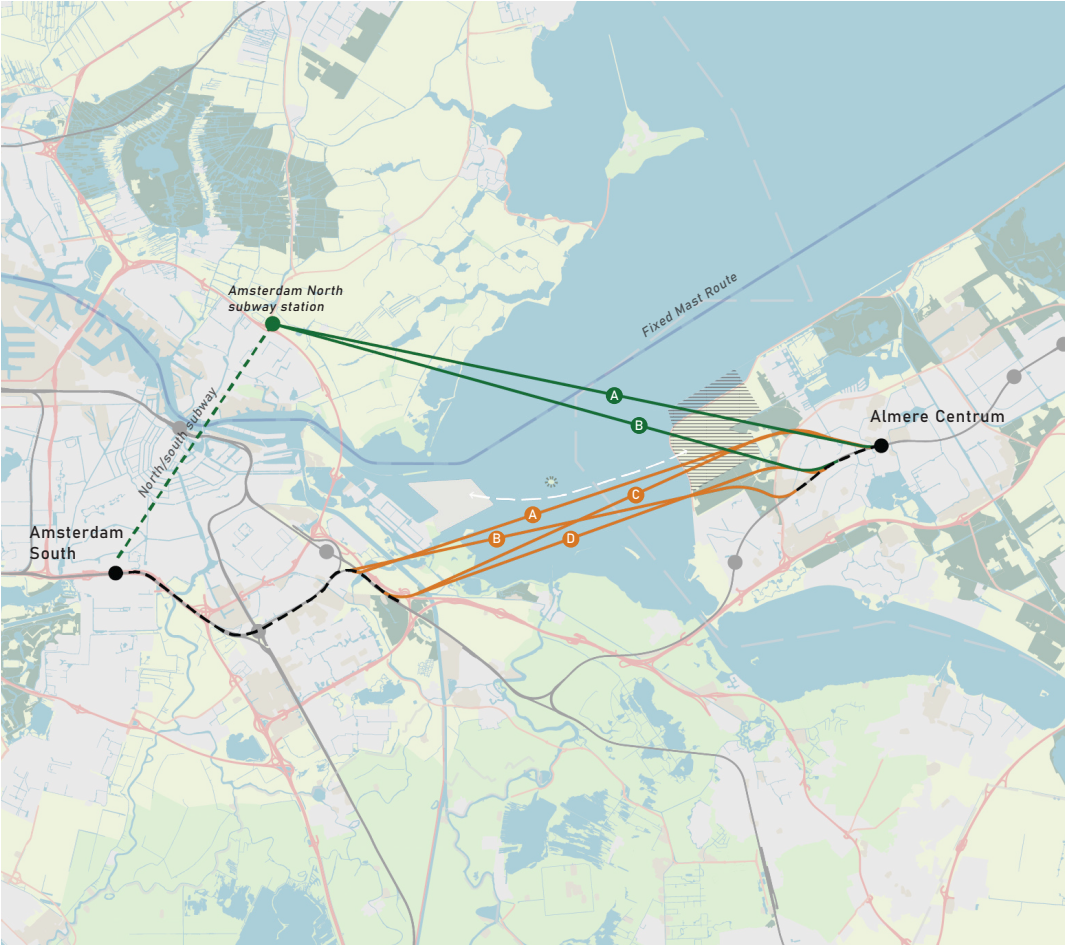 Amsterdam North
subway station
Fixed Mast Route
A
B
North/south subway
Almere Centrum
C
A
B
D
Amsterdam
South